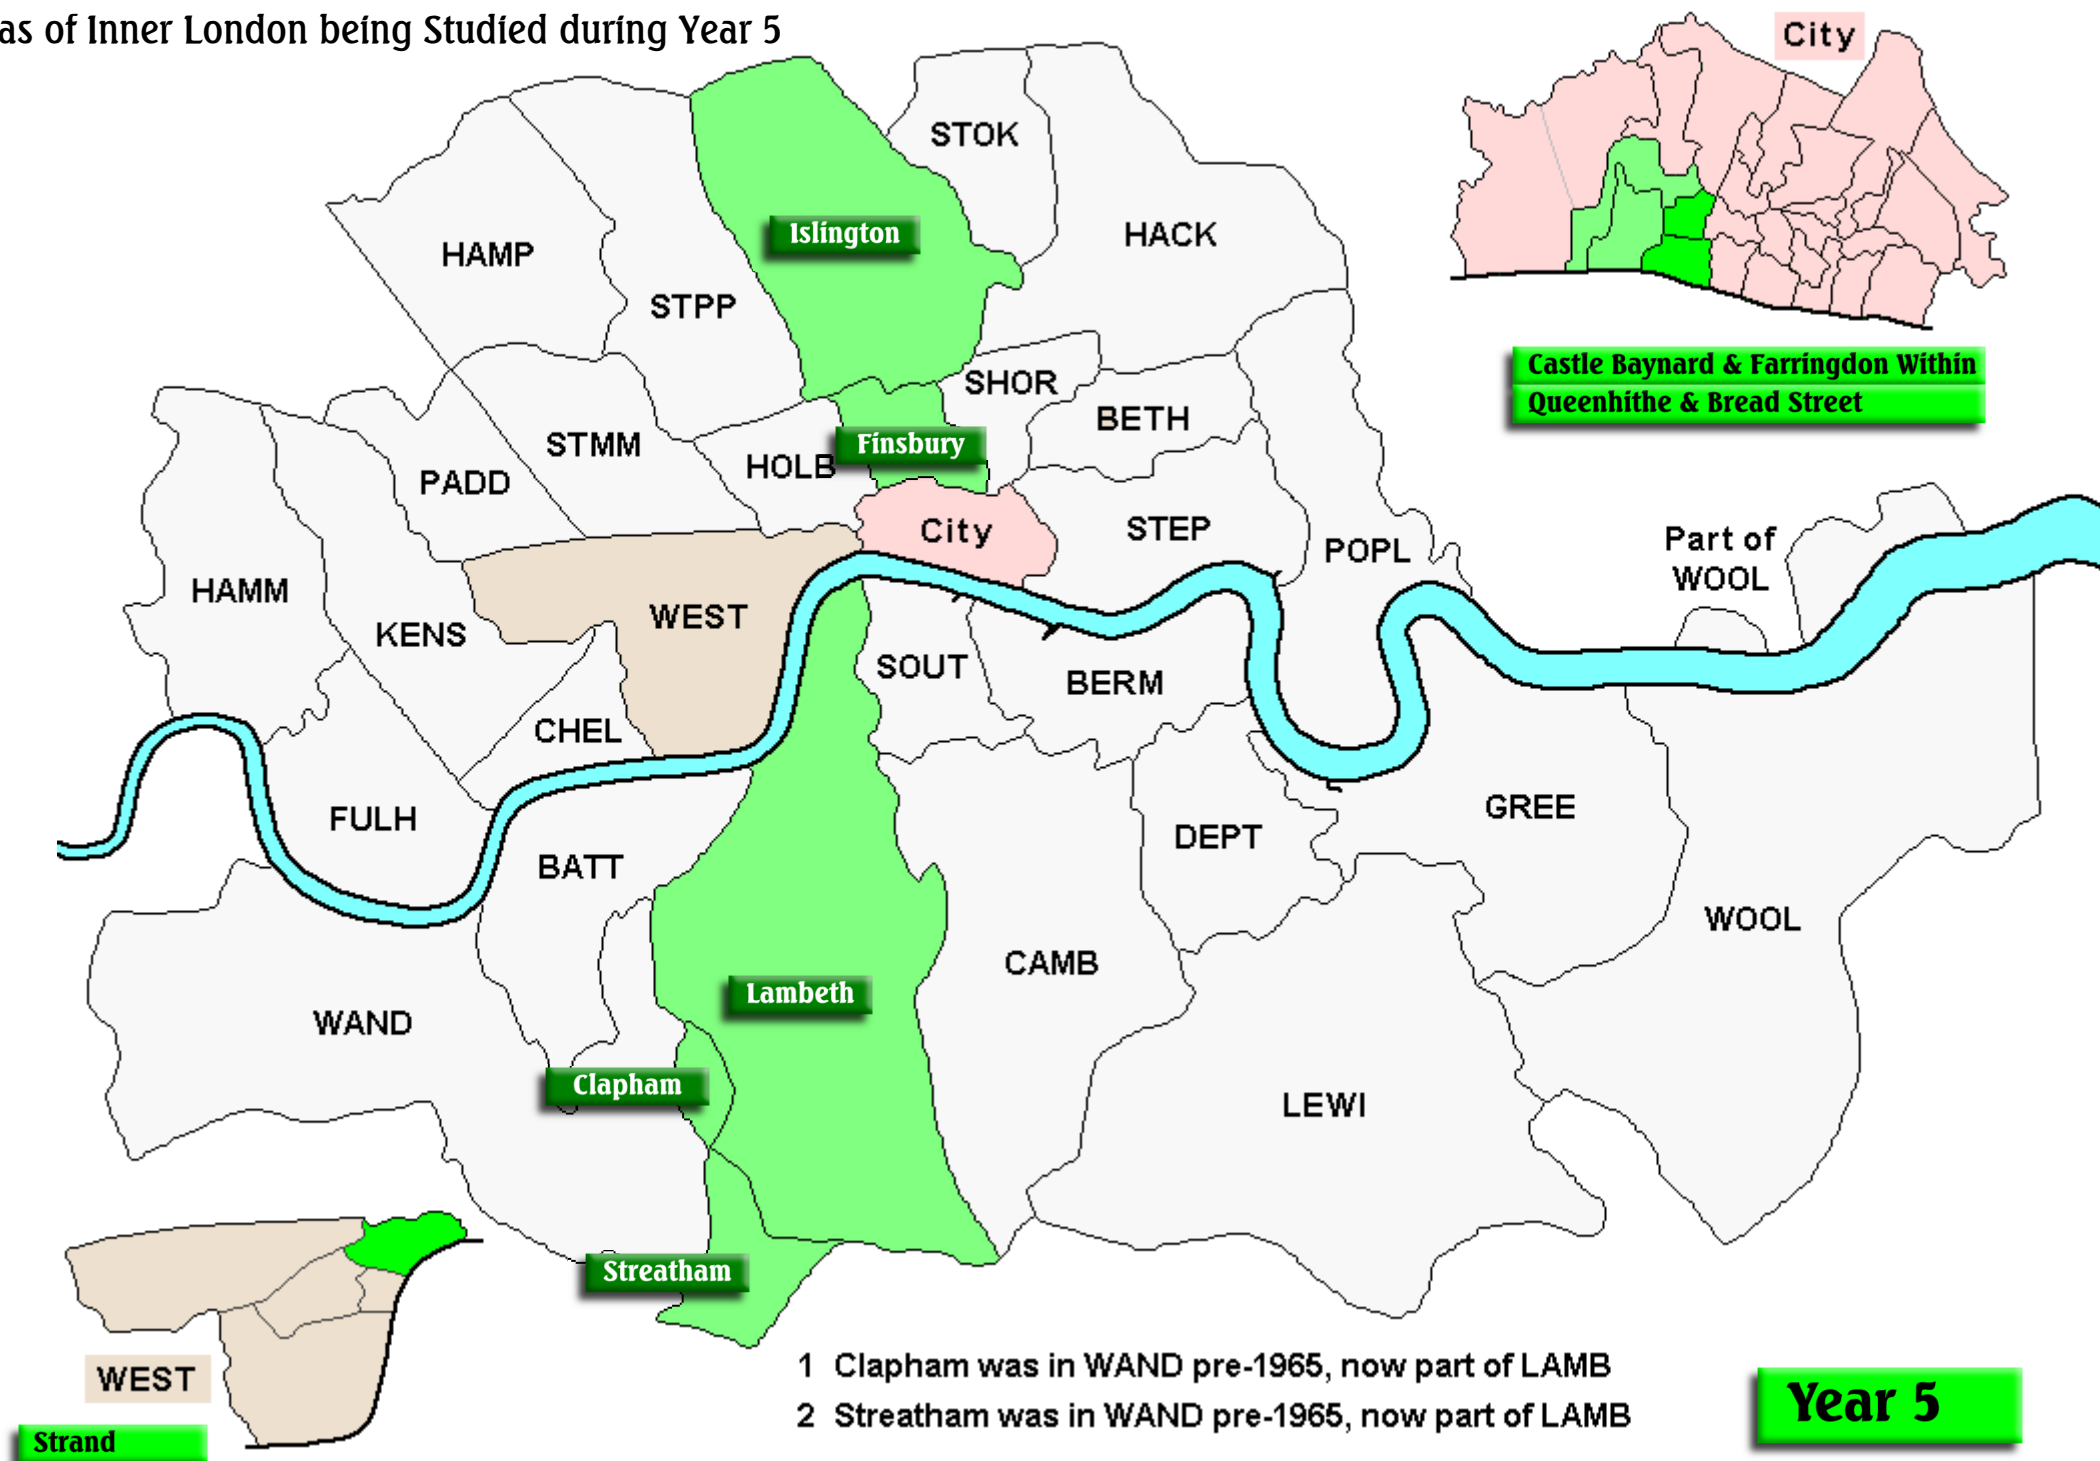 as of Inner London being Studied during Year 5
City
STOK
Islington
HACK
HAMP
STPP
Castle Baynard & Farringdon Within
Queenhithe & Bread Street
SHOR
BETH
STMM
Finsbury
HOLB
PADD
City
STEP
POPL
Part of
WOOL
HAMM
WEST
KENS
SOUT
BERM
CHEL
FULH
GREE
DEPT
BATT
WOOL
CAMB
Lambeth
WAND
Clapham
LEWI
Streatham
WEST
Strand
1 Clapham was in WAND pre-1965, now part of LAMB
2 Streatham was in WAND pre-1965, now part of LAMB
Year 5